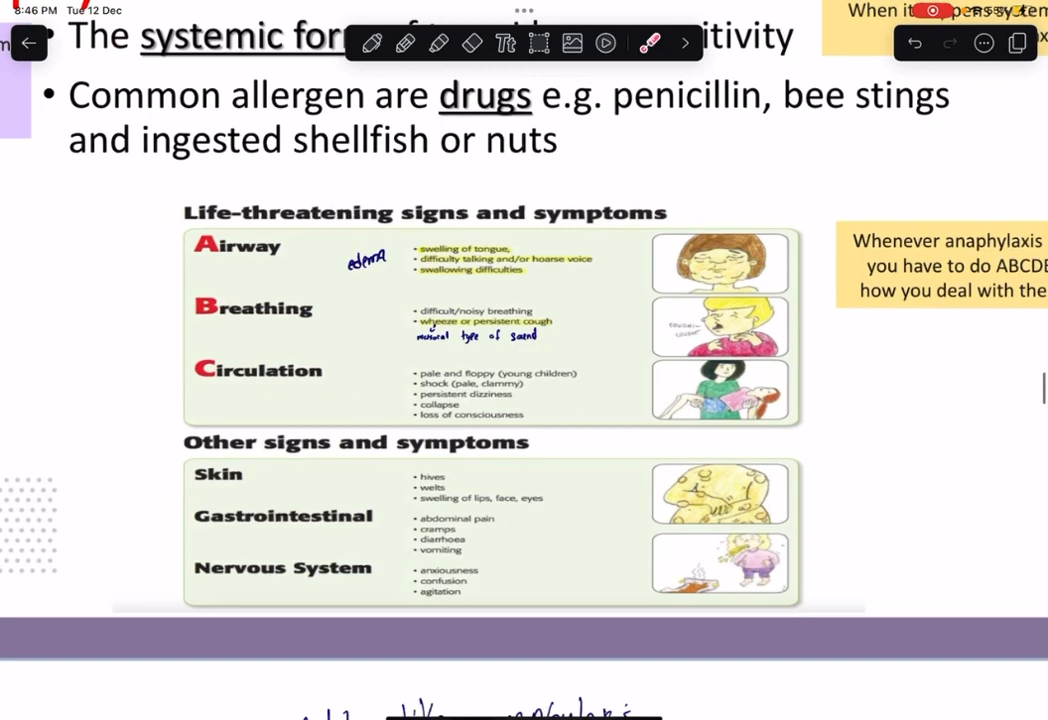 8:46 PM Tue 12 Dec
55%
When it
The systemic for
itivity
• Common allergen are drugs e.g. penicillin, bee stings
and ingested shellfish or nuts
Life-threatening signs and symptoms
Airway
edema
• swelling of tongue,
• difficulty talking and/or hoarse voice
• swallowing difficulties
Whenever anaphylaxis
you have to do ABCDE
how you deal with the
Breathing
• difficult/noisy breathing
• wheeze or persistent cough
musical type of sound
Circulation
• pale and floppy (young children)
• shock (pale, clammy)
• persistent dizziness
• collapse
• loss of consciousness
Other signs and symptoms
Skin
• hives
• welts
• swelling of lips, face, eyes
Gastrointestinal
• abdominal pain
• cramps
• diarrhoea
• vomiting
Nervous System
• anxiousness
• confusion
• agitation